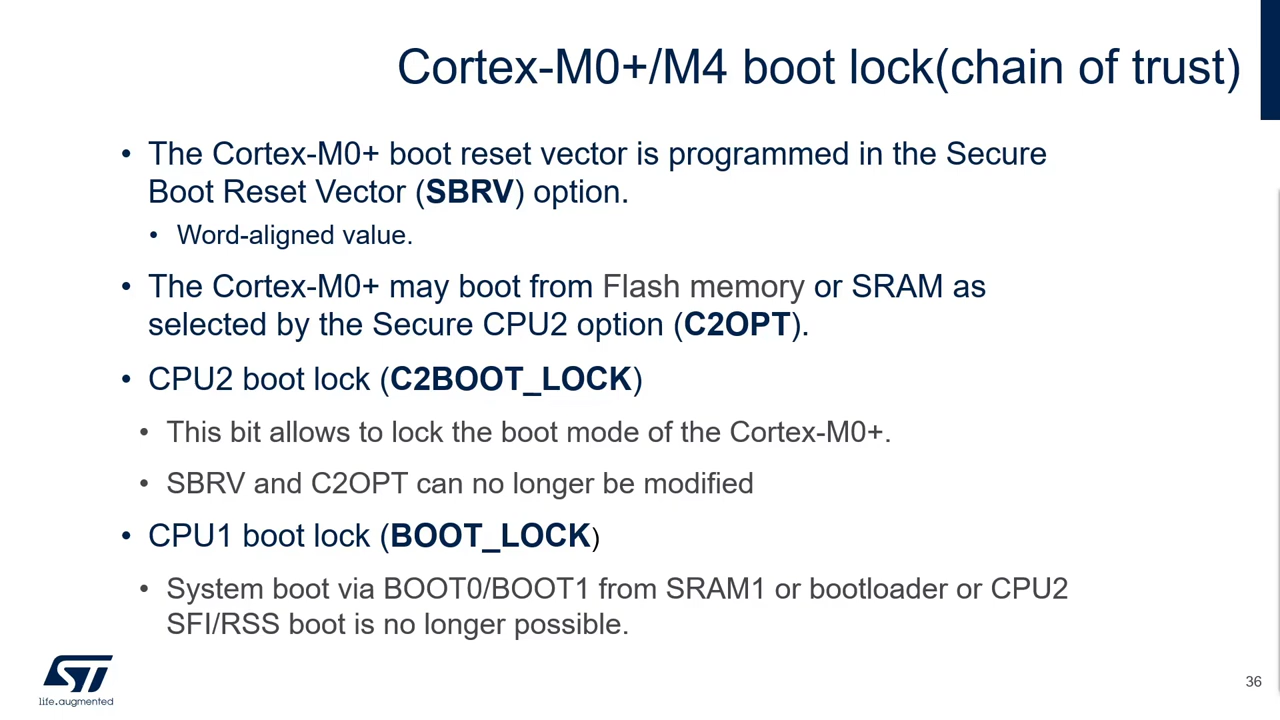 Cortex-M0+/M4 boot lock(chain of trust)
• The Cortex-M0+ boot reset vector is programmed in the Secure
Boot Reset Vector (SBRV) option.
• Word-aligned value.
• The Cortex-M0+ may boot from Flash memory or SRAM as
selected by the Secure CPU2 option (C2OPT).
• CPU2 boot lock (C2BOOT_LOCK)
• This bit allows to lock the boot mode of the Cortex-M0+.
• SBRV and C2OPT can no longer be modified
• CPU1 boot lock (BOOT_LOCK)
• System boot via BOOT0/BOOT1 from SRAM1 or bootloader or CPU2
SFI/RSS boot is no longer possible.
ST
life.augmented
36